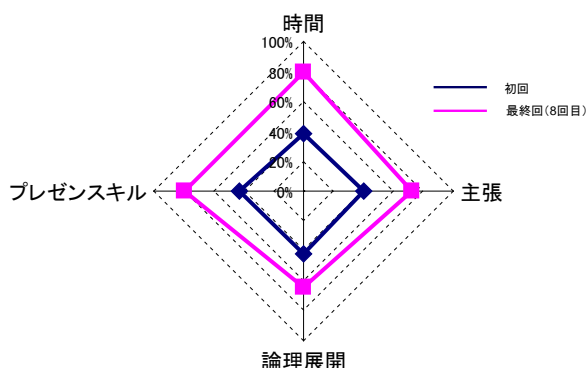 時間
100%
80%
60%
40%
20%
0%
プレゼンスキル
主張
論理展開
初回
最終回(8回目)